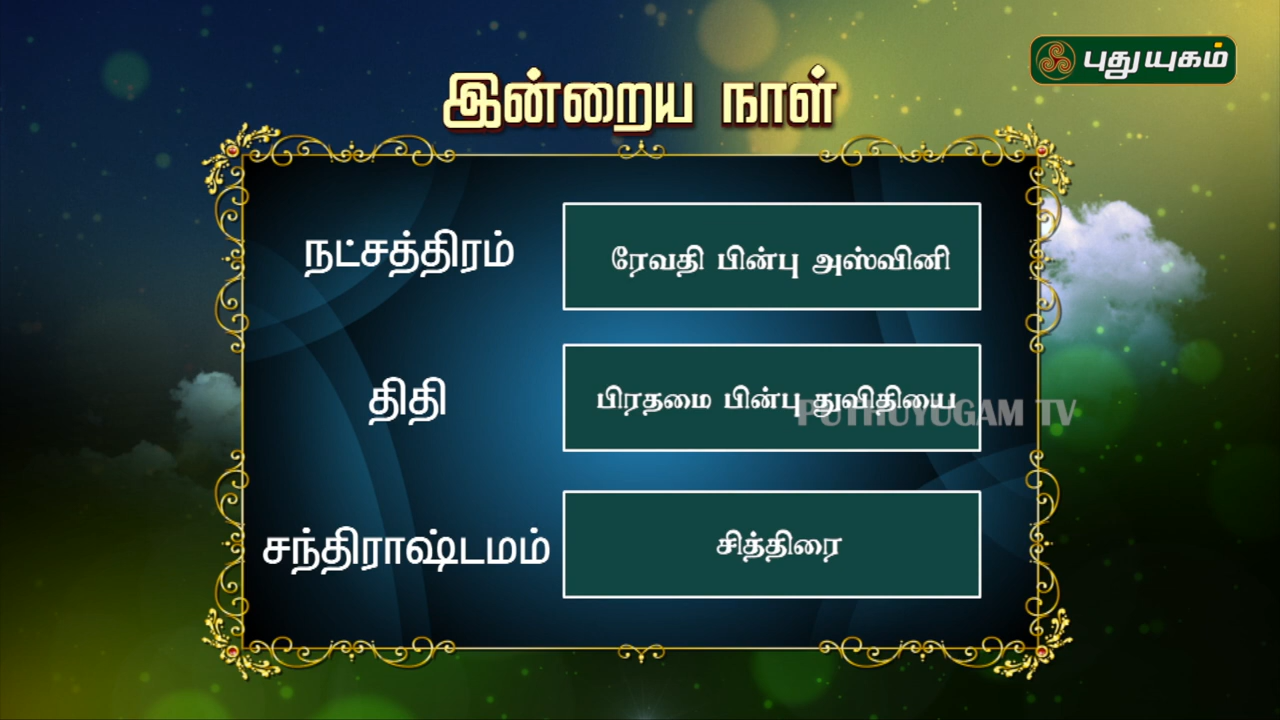 புதுயுகம்
இன்றைய நாள்
நட்சத்திரம் ரேவதி பின்பு அஸ்வினி
திதி பிரதமை பின்பு துவிதியை
PUTHUYUGAM TV
சந்திராஷ்டமம் சித்திரை